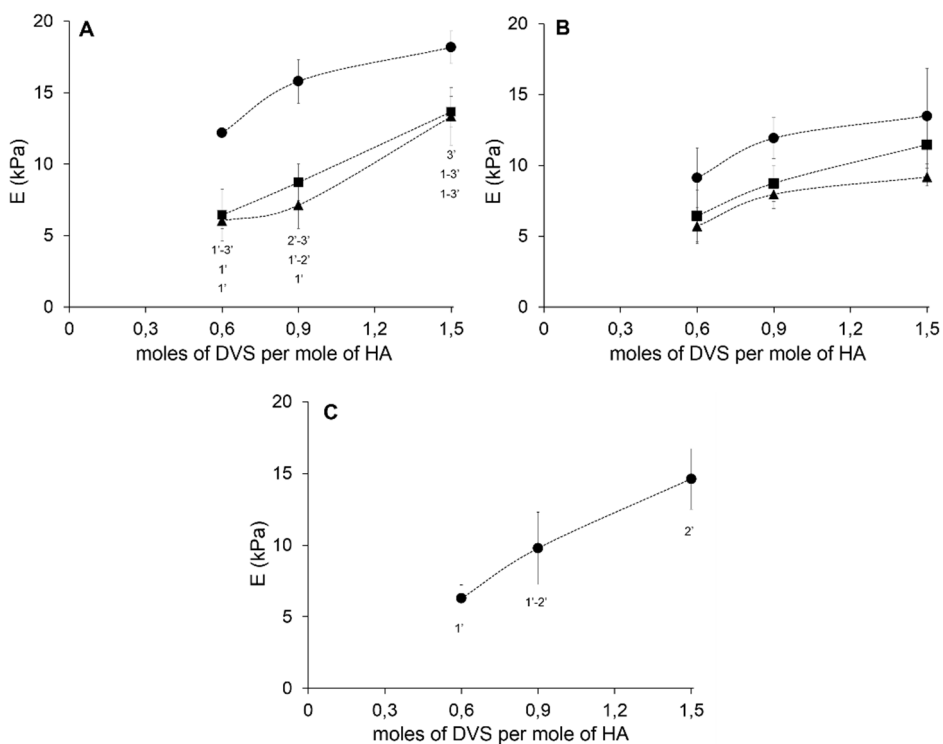 A
E (kPa)
20
15
10
5
0
1'-3'
1'
1'
2'-3'
1'-2'
1'
3'
1-3'
1-3'
0 0,3 0,6 0,9 1,2 1,5
moles of DVS per mole of HA
B
E (kPa)
20
15
10
5
0
0 0,3 0,6 0,9 1,2 1,5
moles of DVS per mole of HA
C
E (kPa)
20
15
10
5
0
1'
1'-2'
2'
0 0,3 0,6 0,9 1,2 1,5
moles of DVS per mole of HA